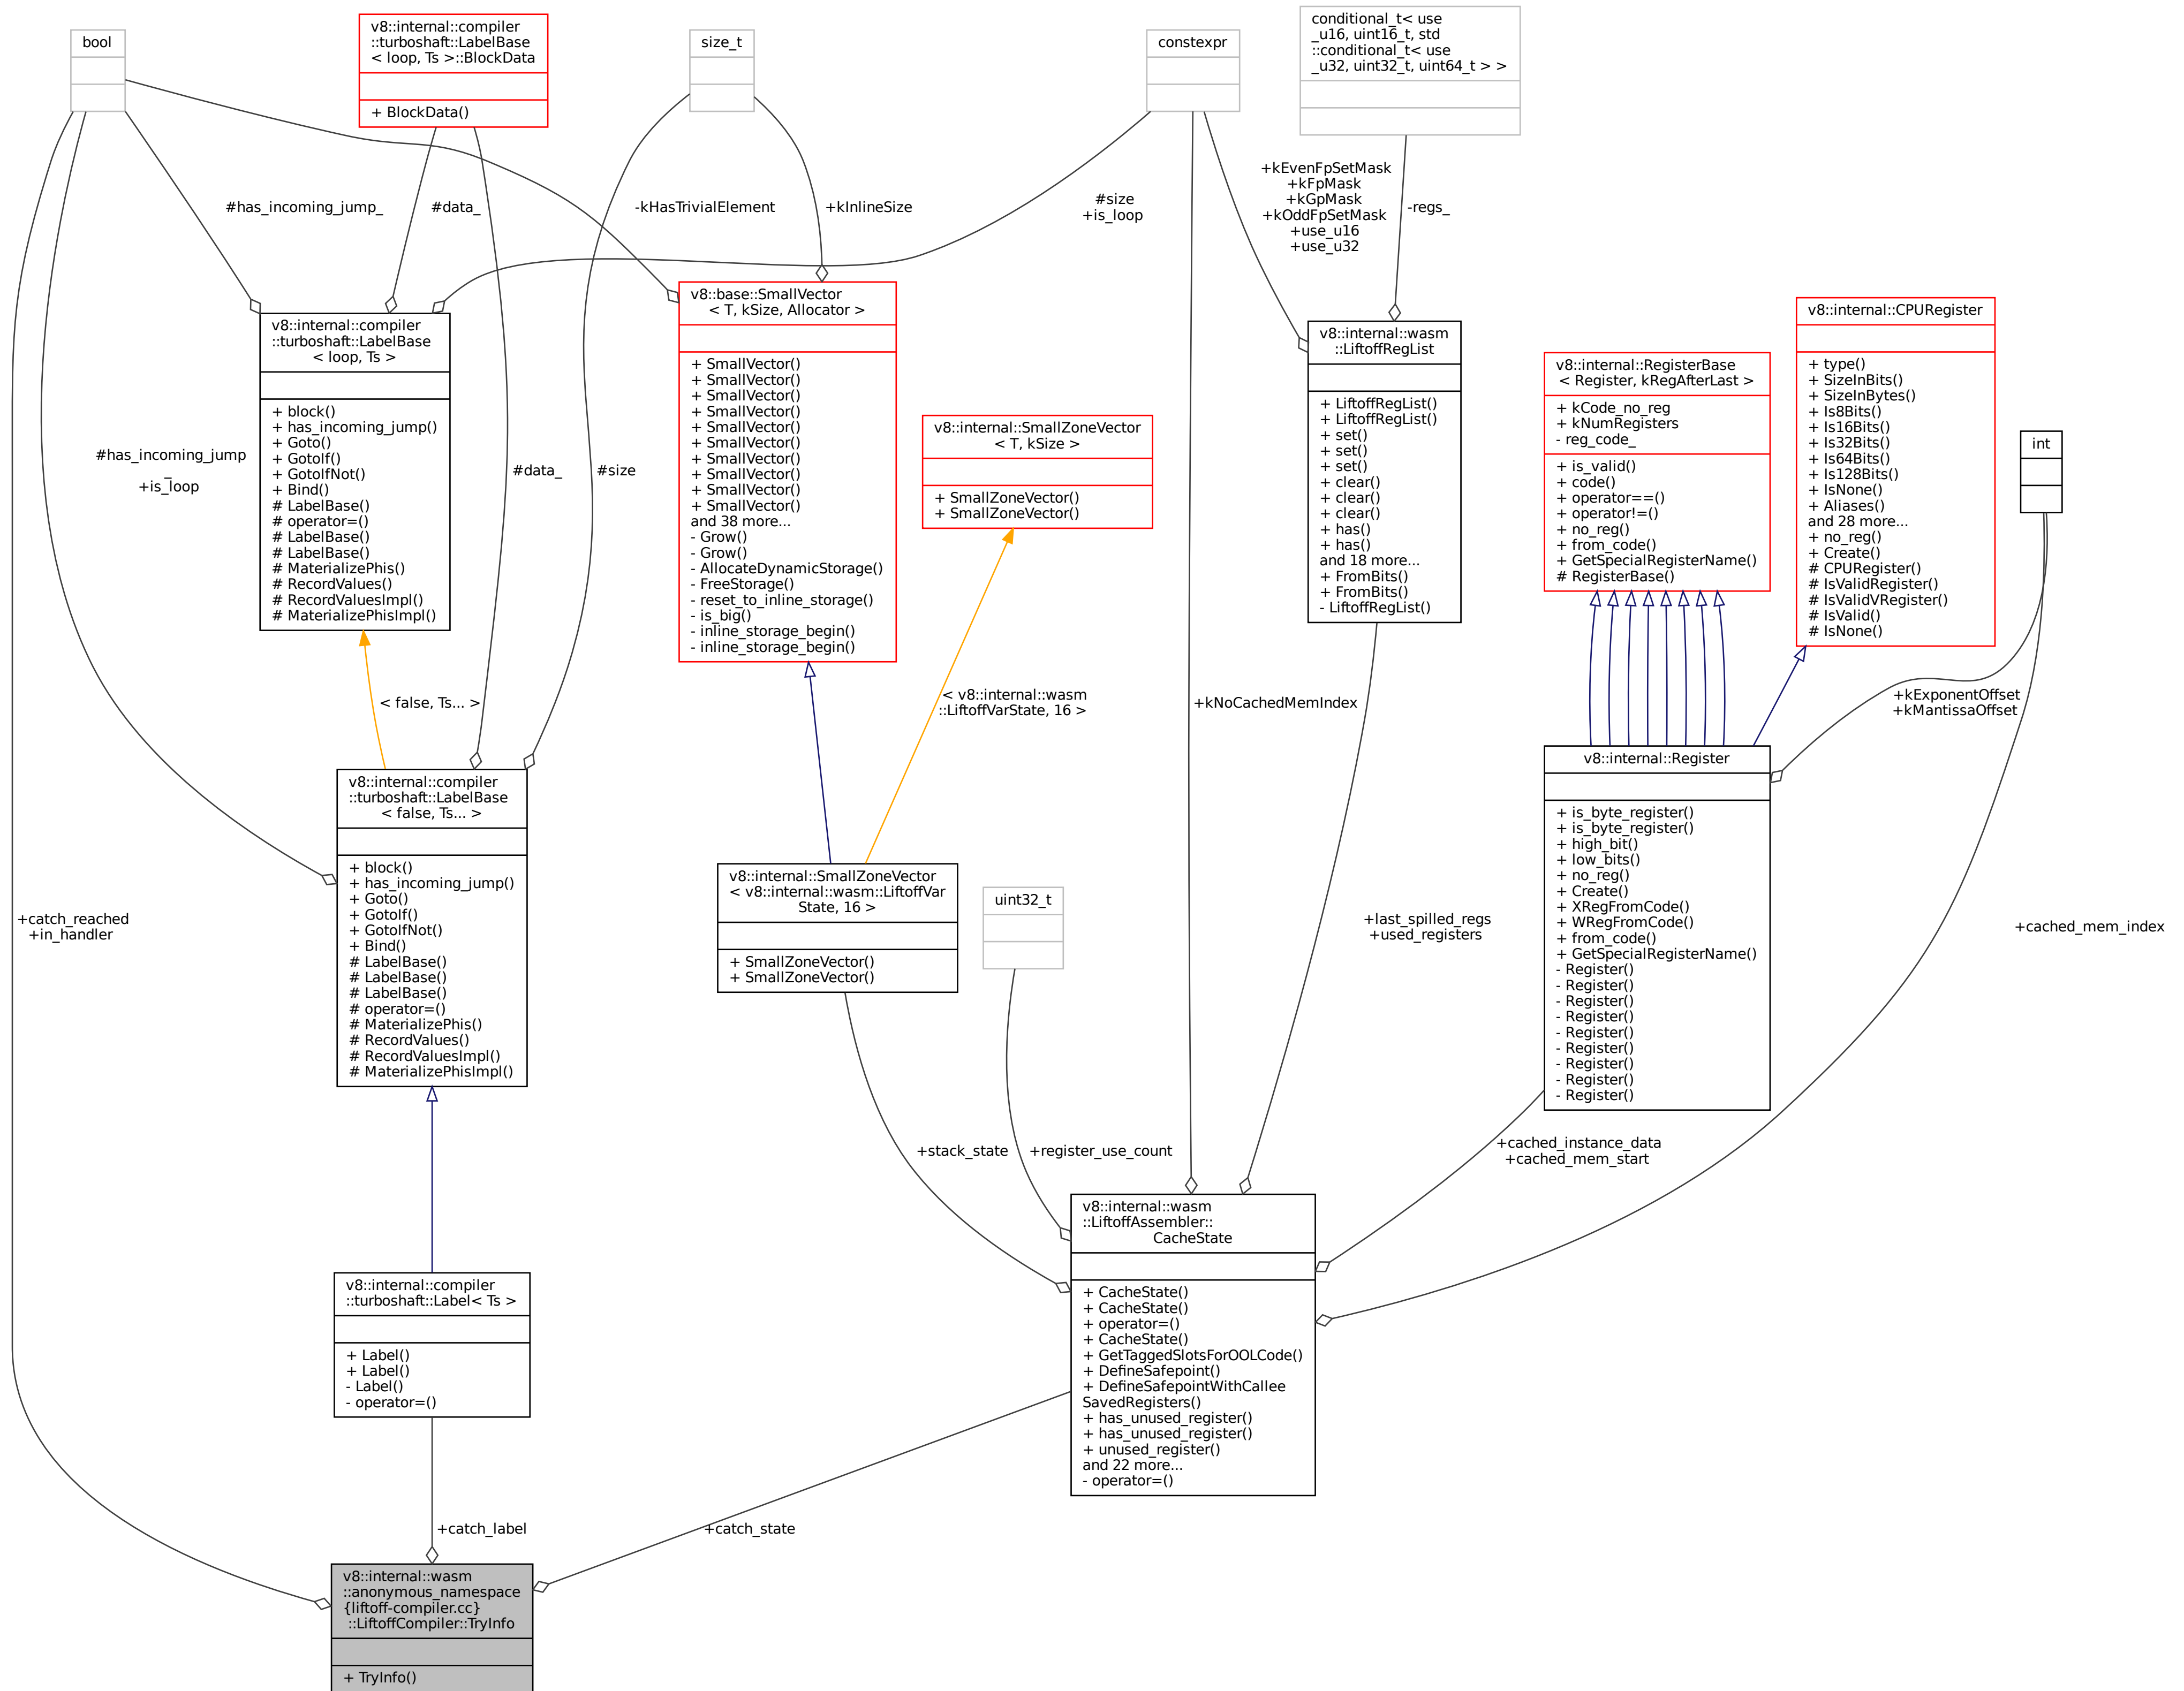 bool
v8::internal::compiler
::turboshaft::LabelBase
< loop, Ts >::BlockData
+ BlockData()
size_t
constexpr
conditional_t< use
_u16, uint16_t, std
::conditional_t< use
_u32, uint32_t, uint64_t > >
#has_incoming_jump_
#data_
-kHasTrivialElement
+kInlineSize
#size
+is_loop
+kEvenFpSetMask
+kFpMask
+kGpMask
+kOddFpSetMask
+use_u16
+use_u32
-regs_
v8::internal::compiler
::turboshaft::LabelBase
< loop, Ts >
+ block()
+ has_incoming_jump()
+ Goto()
+ GotoIf()
+ GotoIfNot()
+ Bind()
# LabelBase()
# operator=()
# LabelBase()
# LabelBase()
# MaterializePhis()
# RecordValues()
# RecordValuesImpl()
# MaterializePhisImpl()
v8::base::SmallVector
< T, kSize, Allocator >
+ SmallVector()
+ SmallVector()
+ SmallVector()
+ SmallVector()
+ SmallVector()
+ SmallVector()
+ SmallVector()
+ SmallVector()
+ SmallVector()
+ SmallVector()
and 38 more...
- Grow()
- Grow()
- AllocateDynamicStorage()
- FreeStorage()
- reset_to_inline_storage()
- is_big()
- inline_storage_begin()
- inline_storage_begin()
v8::internal::SmallZoneVector
< T, kSize >
+ SmallZoneVector()
+ SmallZoneVector()
v8::internal::wasm
::LiftoffRegList
+ LiftoffRegList()
+ LiftoffRegList()
+ set()
+ set()
+ set()
+ clear()
+ clear()
+ clear()
+ has()
+ has()
and 18 more...
+ FromBits()
+ FromBits()
- LiftoffRegList()
v8::internal::RegisterBase
< Register, kRegAfterLast >
+ kCode_no_reg
+ kNumRegisters
- reg_code_
+ is_valid()
+ code()
+ operator==()
+ operator!=()
+ no_reg()
+ from_code()
+ GetSpecialRegisterName()
# RegisterBase()
v8::internal::CPURegister
+ type()
+ SizeInBits()
+ SizeInBytes()
+ Is8Bits()
+ Is16Bits()
+ Is32Bits()
+ Is64Bits()
+ Is128Bits()
+ IsNone()
+ Aliases()
and 28 more...
+ no_reg()
+ Create()
# CPURegister()
# IsValidRegister()
# IsValidVRegister()
# IsValid()
# IsNone()
int
#has_incoming_jump
_
+is_loop
#data_
#size
< false, Ts... >
< v8::internal::wasm
::LiftoffVarState, 16 >
+kNoCachedMemIndex
+kExponentOffset
+kMantissaOffset
v8::internal::compiler
::turboshaft::LabelBase
< false, Ts... >
+ block()
+ has_incoming_jump()
+ Goto()
+ GotoIf()
+ GotoIfNot()
+ Bind()
# LabelBase()
# LabelBase()
# LabelBase()
# operator=()
# MaterializePhis()
# RecordValues()
# RecordValuesImpl()
# MaterializePhisImpl()
v8::internal::SmallZoneVector
< v8::internal::wasm::LiftoffVar
State, 16 >
+ SmallZoneVector()
+ SmallZoneVector()
uint32_t
v8::internal::Register
+ is_byte_register()
+ is_byte_register()
+ high_bit()
+ low_bits()
+ no_reg()
+ Create()
+ XRegFromCode()
+ WRegFromCode()
+ from_code()
+ GetSpecialRegisterName()
- Register()
- Register()
- Register()
- Register()
- Register()
- Register()
- Register()
- Register()
- Register()
+catch_reached
+in_handler
+last_spilled_regs
+used_registers
+cached_mem_index
+stack_state
+register_use_count
+cached_instance_data
+cached_mem_start
v8::internal::wasm
::LiftoffAssembler::
CacheState
+ CacheState()
+ CacheState()
+ operator=()
+ CacheState()
+ GetTaggedSlotsForOOLCode()
+ DefineSafepoint()
+ DefineSafepointWithCallee
SavedRegisters()
+ has_unused_register()
+ has_unused_register()
+ unused_register()
and 22 more...
- operator=()
v8::internal::compiler
::turboshaft::Label< Ts >
+ Label()
+ Label()
- Label()
- operator=()
+catch_label
+catch_state
v8::internal::wasm
::anonymous_namespace
{liftoff-compiler.cc}
::LiftoffCompiler::TryInfo
+ TryInfo()